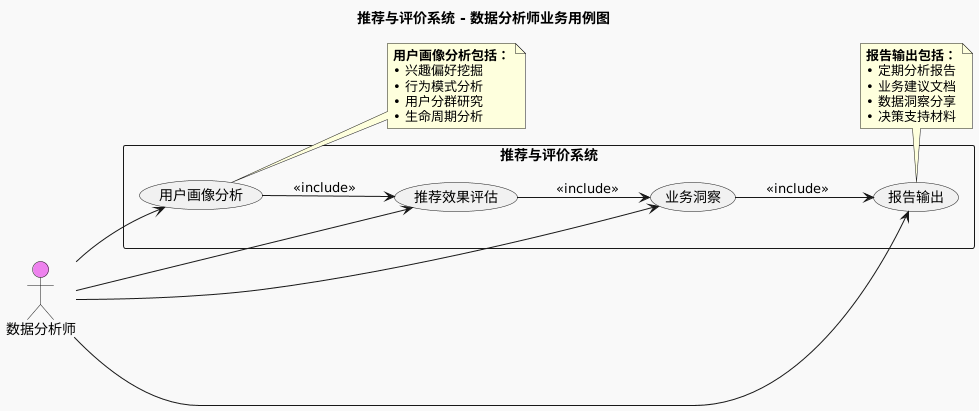 推荐与评价系统 - 数据分析师业务用例图
用户画像分析包括：
• 兴趣偏好挖掘
• 行为模式分析
• 用户分群研究
• 生命周期分析
报告输出包括：
• 定期分析报告
• 业务建议文档
• 数据洞察分享
• 决策支持材料
推荐与评价系统
用户画像分析
«include»
推荐效果评估
«include»
业务洞察
«include»
报告输出
数据分析师